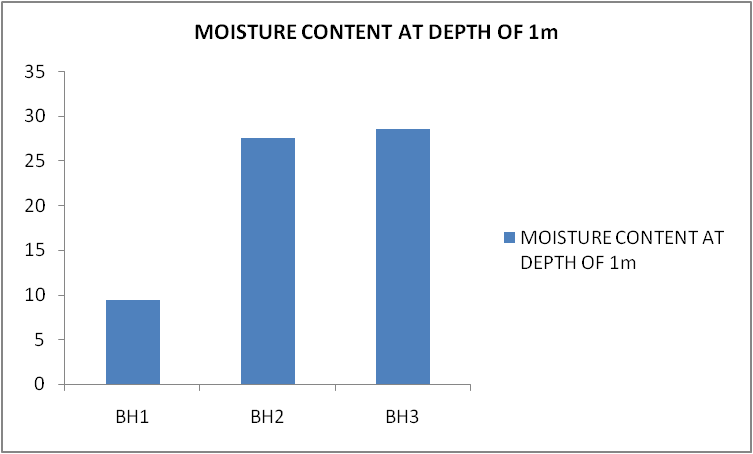 MOISTURE CONTENT AT DEPTH OF 1m
35
30
25
20
15
10
5
0
BH1 BH2 BH3
MOISTURE CONTENT AT
DEPTH OF 1m